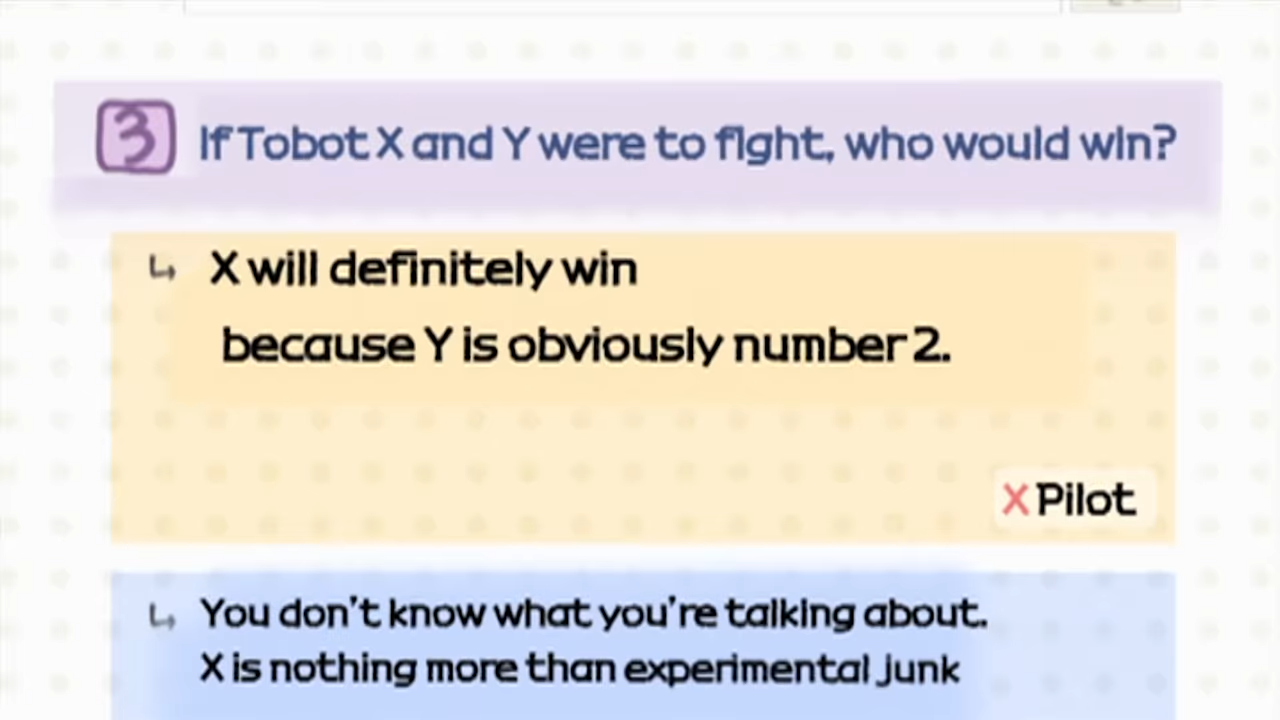 3 If Tobot X and Y were to fight, who would win?
↳ X will definitely win
because Y is obviously number 2.
X Pilot
↳ You don't know what you're talking about.
X is nothing more than experimental junk